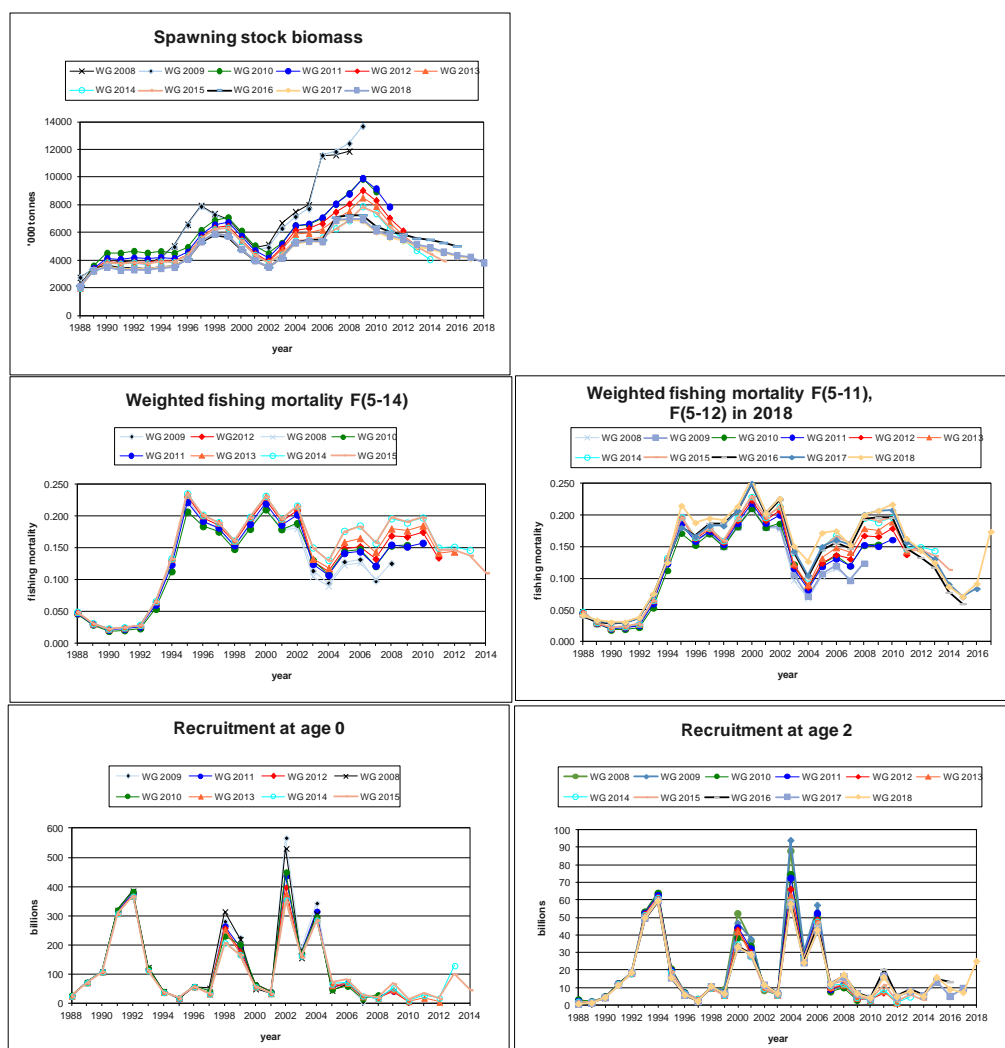 Spawning stock biomass
WG 2008 WG 2009 WG 2010 WG 2011 WG 2012 WG 2013
WG 2014 WG 2015 WG 2016 WG 2017 WG 2018
14000
12000
10000
8000
6000
4000
2000
0
'000tonnes
1988 1990 1992 1994 1996 1998 2000 2002 2004 2006 2008 2010 2012 2014 2016 2018
year
Weighted fishing mortality F(5-14)
WG 2009 WG2012 WG 2008 WG 2010
WG 2011 WG 2013 WG 2014 WG 2015
0.250
0.200
0.150
0.100
0.050
0.000
fishing mortality
1988 1990 1992 1994 1996 1998 2000 2002 2004 2006 2008 2010 2012 2014
year
Weighted fishing mortality F(5-11),
F(5-12) in 2018
WG 2008 WG 2009 WG 2010 WG 2011 WG 2012 WG 2013
WG 2014 WG 2015 WG 2016 WG 2017 WG 2018
0.250
0.200
0.150
0.100
0.050
0.000
fishing mortality
1988 1990 1992 1994 1996 1998 2000 2002 2004 2006 2008 2010 2012 2014 2016
year
Recruitment at age 0
WG 2009 WG 2011 WG 2012 WG 2008
WG 2010 WG 2013 WG 2014 WG 2015
600
500
400
300
200
100
0
billions
1988 1990 1992 1994 1996 1998 2000 2002 2004 2006 2008 2010 2012 2014
year
Recruitment at age 2
WG 2008 WG 2009 WG 2010 WG 2011 WG 2012 WG 2013
WG 2014 WG 2015 WG 2016 WG 2017 WG 2018
100
90
80
70
60
50
40
30
20
10
0
billions
1988 1990 1992 1994 1996 1998 2000 2002 2004 2006 2008 2010 2012 2014 2016 2018
year